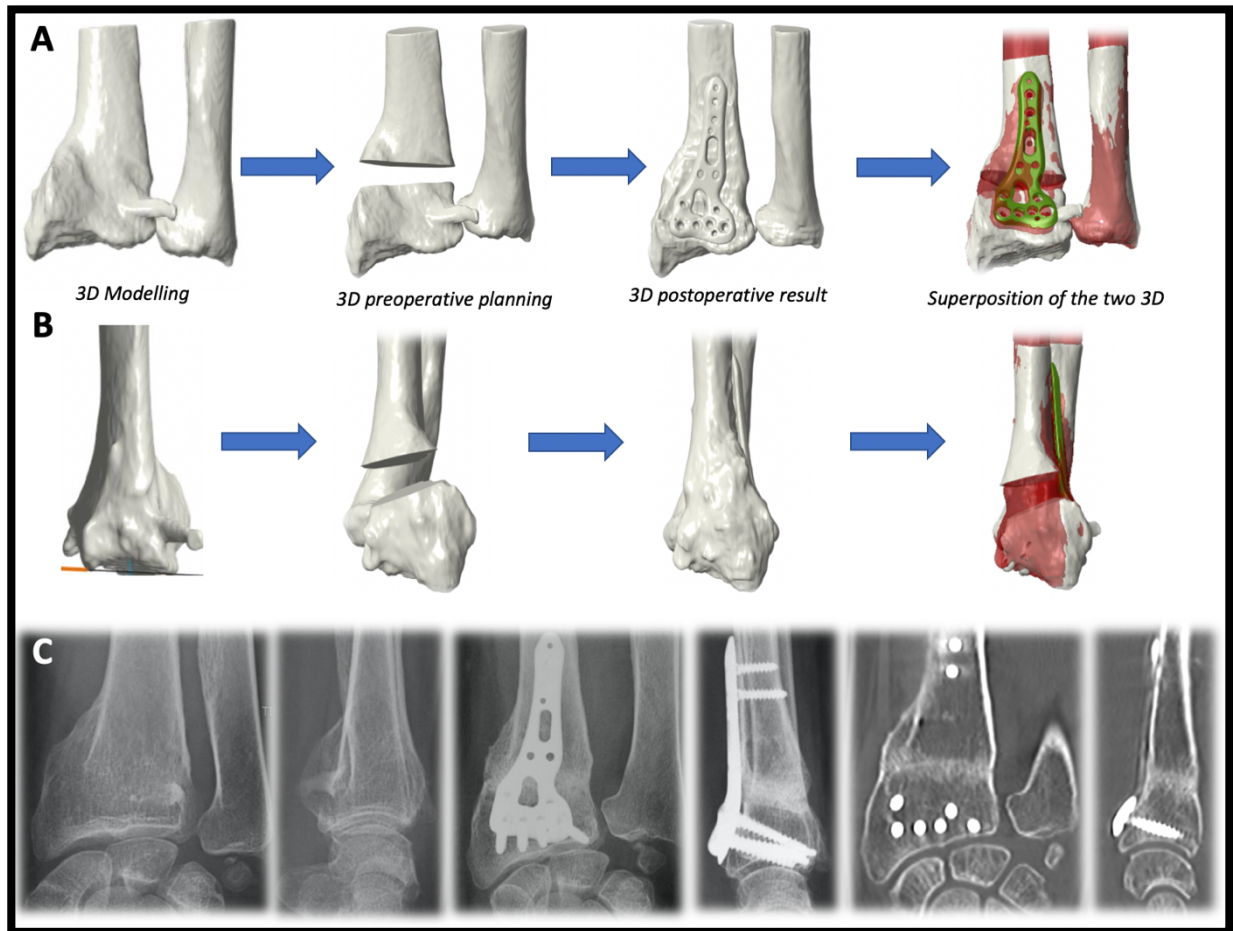 A
3D Modelling
3D preoperative planning
3D postoperative result
Superposition of the two 3D
B
C